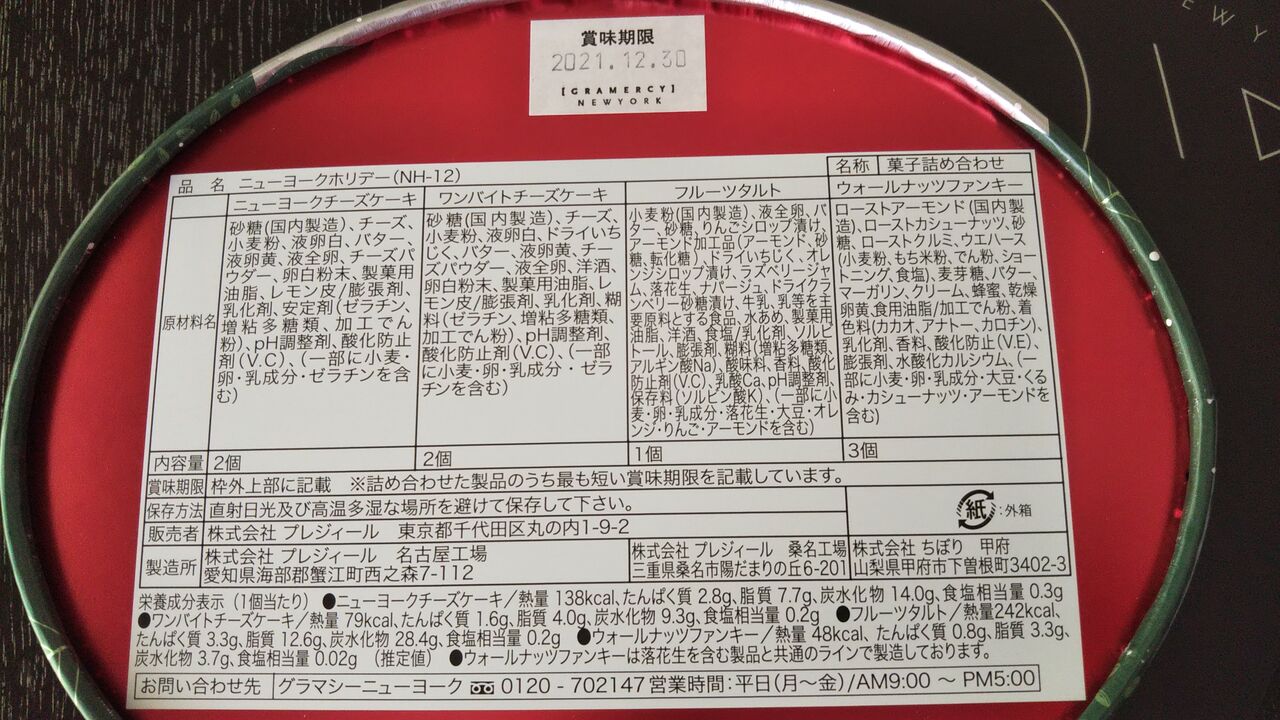 賞味期限
2021.12.30
[GRAMERCY]
NEWYORK
品 名 ニューヨークホリデー(NH-12)
名称 菓子詰め合わせ
ニューヨークチーズケーキ
ワンバイトチーズケーキ
フルーツタルト
ウォールナッツファンキー
原材料名
砂糖(国内製造)、チーズ、
小麦粉、液卵白、バター、
液卵黄、液全卵、チーズパ
ウダー、卵白粉末、製菓用
油脂、レモン皮/膨張剤、
乳化剤、安定剤(ゼラチン、
増粘多糖類、加工でん
粉)、pH調整剤、酸化防止
剤(V.C)、(一部に小麦・
卵・乳成分・ゼラチンを含
む)
砂糖(国内製造)、チーズ、
小麦粉、液卵白、ドライいち
じく、バター、液卵黄、チー
ズパウダー、液全卵、洋酒、
卵白粉末、製菓用油脂、レ
モン皮/膨張剤、乳化剤、糊
料(ゼラチン、増粘多糖類、
加工でん粉)、pH調整剤、
酸化防止剤(V.C)、(一部
に小麦・卵・乳成分・ゼラ
チンを含む)
小麦粉(国内製造)、液全卵、バ
ター、砂糖、りんごシロップ漬け、
アーモンド加工品(アーモンド、砂
糖、転化糖)、ドライいちじく、オレ
ンジシロップ漬け、ラズベリージャ
ム、落花生、ナパージュ、ドライクラ
ンベリー砂糖漬け、牛乳、乳等を主
要原料とする食品、水あめ、製菓用
油脂、洋酒、食塩/乳化剤、ソルビ
トール、膨張剤、糊料(増粘多糖類、
アルギン酸Na)、酸味料、香料、酸化
防止剤(V.C)、乳酸Ca、pH調整剤、
保存料(ソルビン酸K)、(一部に小
麦・卵・乳成分・落花生・大豆・オレ
ンジ・りんご・アーモンドを含む)
ローストアーモンド(国内製
造)、ローストカシューナッツ、砂
糖、ローストクルミ、ウエハース
(小麦粉、もち米粉、でん粉、ショー
トニング、食塩)、麦芽糖、バター、
マーガリン、クリーム、蜂蜜、乾燥
卵黄、食用油脂/加工でん粉、着
色料(カカオ、アナトー、カロチン)、
乳化剤、香料、酸化防止(V.E)、
膨張剤、水酸化カルシウム、(一
部に小麦・卵・乳成分・大豆・くる
み・カシューナッツ・アーモンドを
含む)
内容量 2個 2個 1個 3個
賞味期限 枠外上部に記載 ※詰め合わせた製品のうち最も短い賞味期限を記載しています。
保存方法 直射日光及び高温多湿な場所を避けて保存して下さい。
紙:外箱
販売者 株式会社 プレジィール 東京都千代田区丸の内1-9-2
製造所
株式会社 プレジィール 名古屋工場
愛知県海部郡蟹江町西之森7-112
株式会社 プレジィール 桑名工場
三重県桑名市陽だまりの丘6-201
株式会社 ちぼり 甲府
山梨県甲府市下曽根町3402-3
栄養成分表示(1個当たり) ●ニューヨークチーズケーキ/熱量 138kcal、たんぱく質 2.8g、脂質 7.7g、炭水化物 14.0g、食塩相当量 0.3g
●ワンバイトチーズケーキ/熱量 79kcal、たんぱく質 1.6g、脂質 4.0g、炭水化物 9.3g、食塩相当量 0.2g ●フルーツタルト/熱量242kcal、
たんぱく質 3.3g、脂質 12.6g、炭水化物 28.4g、食塩相当量 0.2g ●ウォールナッツファンキー/熱量 48kcal、たんぱく質 0.8g、脂質 3.3g、
炭水化物 3.7g、食塩相当量 0.02g (推定値) ●ウォールナッツファンキーは落花生を含む製品と共通のラインで製造しております。
お問い合わせ先 グラマシーニューヨーク 0120-702147 営業時間:平日(月~金)/AM9:00 ~ PM5:00